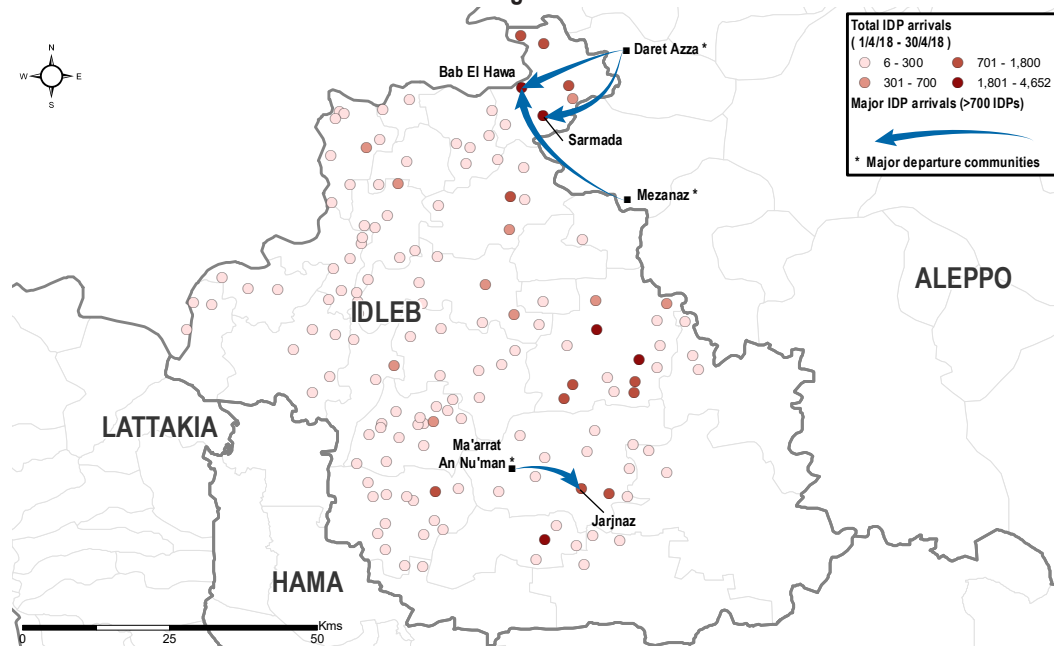 g
N
W E
S
Total IDP arrivals
( 1/4/18 - 30/4/18 )
6 - 300
701 - 1,800
301 - 700
1,801 - 4,652
Major IDP arrivals (>700 IDPs)
* Major departure communities
Daret Azza *
Bab El Hawa
Sarmada
Mezanaz *
ALEPPO
IDLEB
LATTAKIA
Ma'arrat
An Nu'man *
Jarjnaz
HAMA
Kms
0 25 50